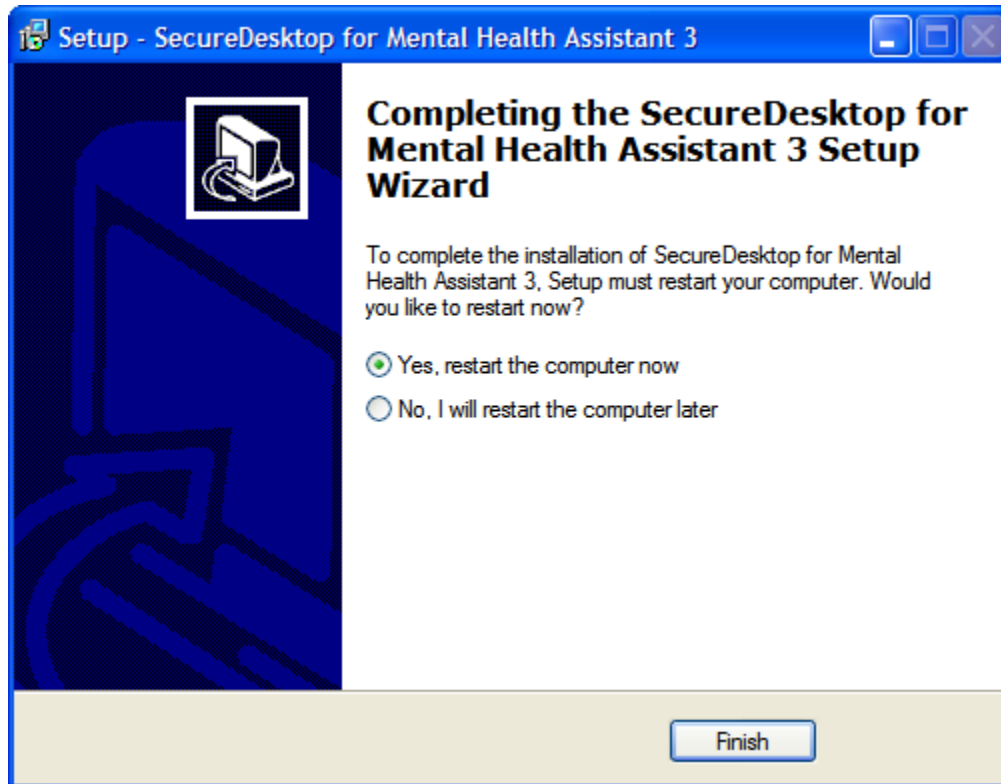 Setup - SecureDesktop for Mental Health Assistant 3
Completing the SecureDesktop for
Mental Health Assistant 3 Setup
Wizard
To complete the installation of SecureDesktop for Mental
Health Assistant 3, Setup must restart your computer. Would
you like to restart now?
Yes, restart the computer now
No, I will restart the computer later
Finish